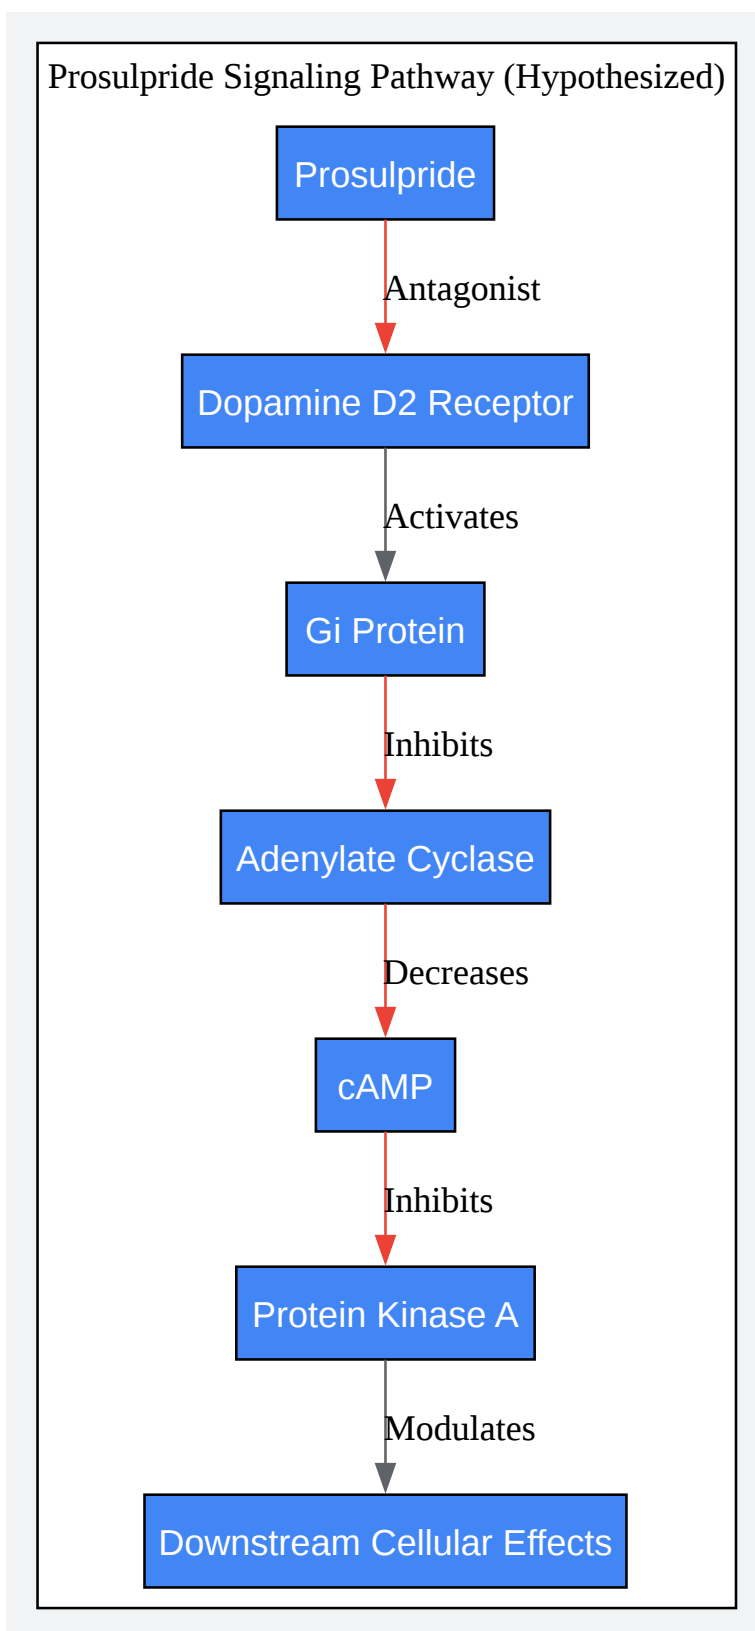 Prosulpride Signaling Pathway (Hypothesized)
Prosulpride
Antagonist
Dopamine D2 Receptor
Activates
Gi Protein
Inhibits
Adenylate Cyclase
Decreases
cAMP
Inhibits
Protein Kinase A
Modulates
Downstream Cellular Effects